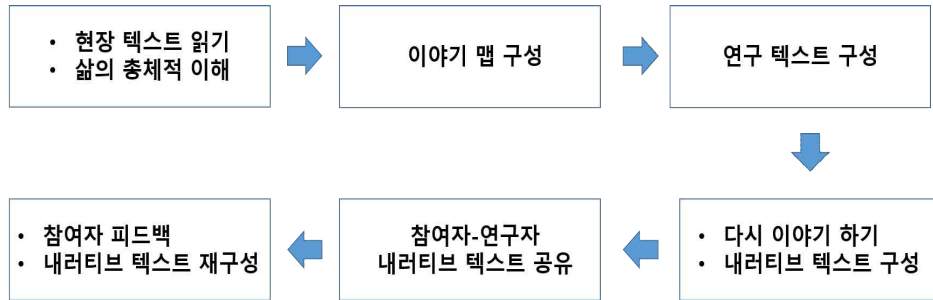 • 현장 텍스트 읽기
• 삶의 총체적 이해
이야기 맵 구성
연구 텍스트 구성
• 다시 이야기 하기
• 내러티브 텍스트 구성
참여자-연구자
내러티브 텍스트 공유
• 참여자 피드백
• 내러티브 텍스트 재구성